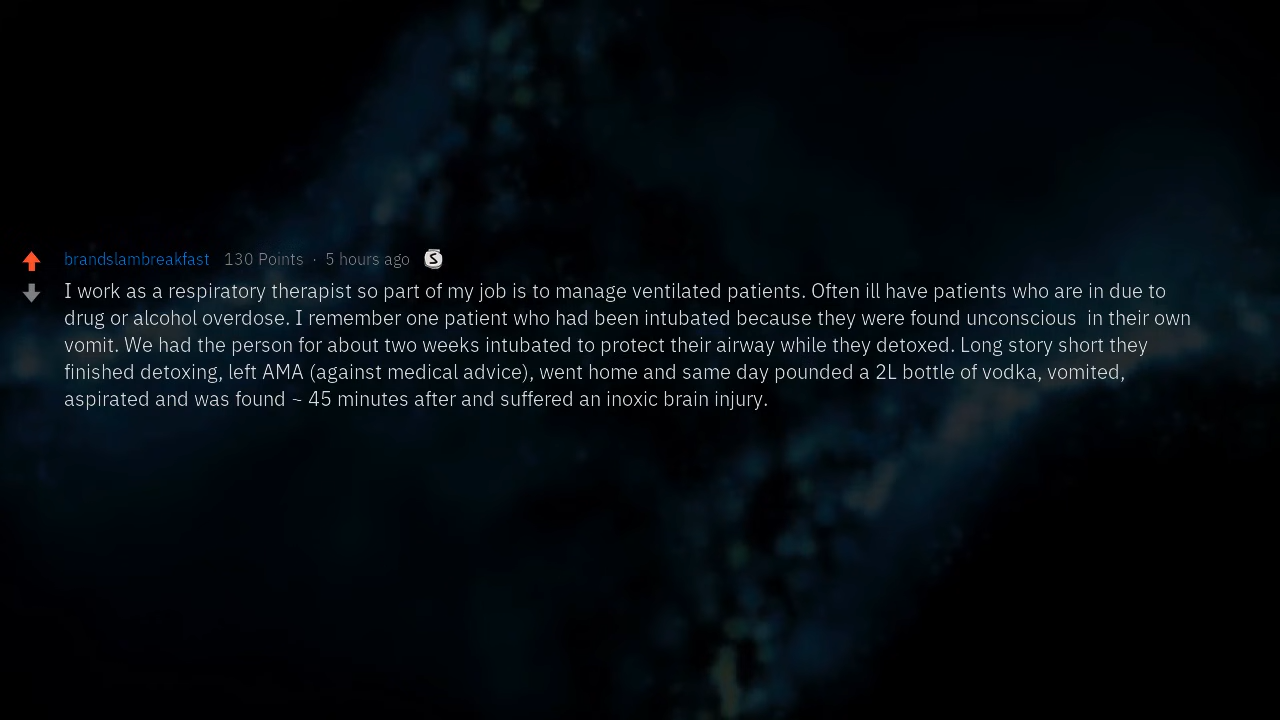 brandslambreakfast 130 Points · 5 hours ago S
I work as a respiratory therapist so part of my job is to manage ventilated patients. Often ill have patients who are in due to
drug or alcohol overdose. I remember one patient who had been intubated because they were found unconscious  in their own
vomit. We had the person for about two weeks intubated to protect their airway while they detoxed. Long story short they
finished detoxing, left AMA (against medical advice), went home and same day pounded a 2L bottle of vodka, vomited,
aspirated and was found ~ 45 minutes after and suffered an inoxic brain injury.